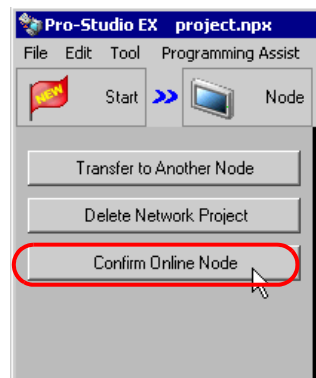 Pro-Studio EX project.npx
File Edit Tool Programming Assist
NEW Start >> Node
Transfer to Another Node
Delete Network Project
Confirm Online Node